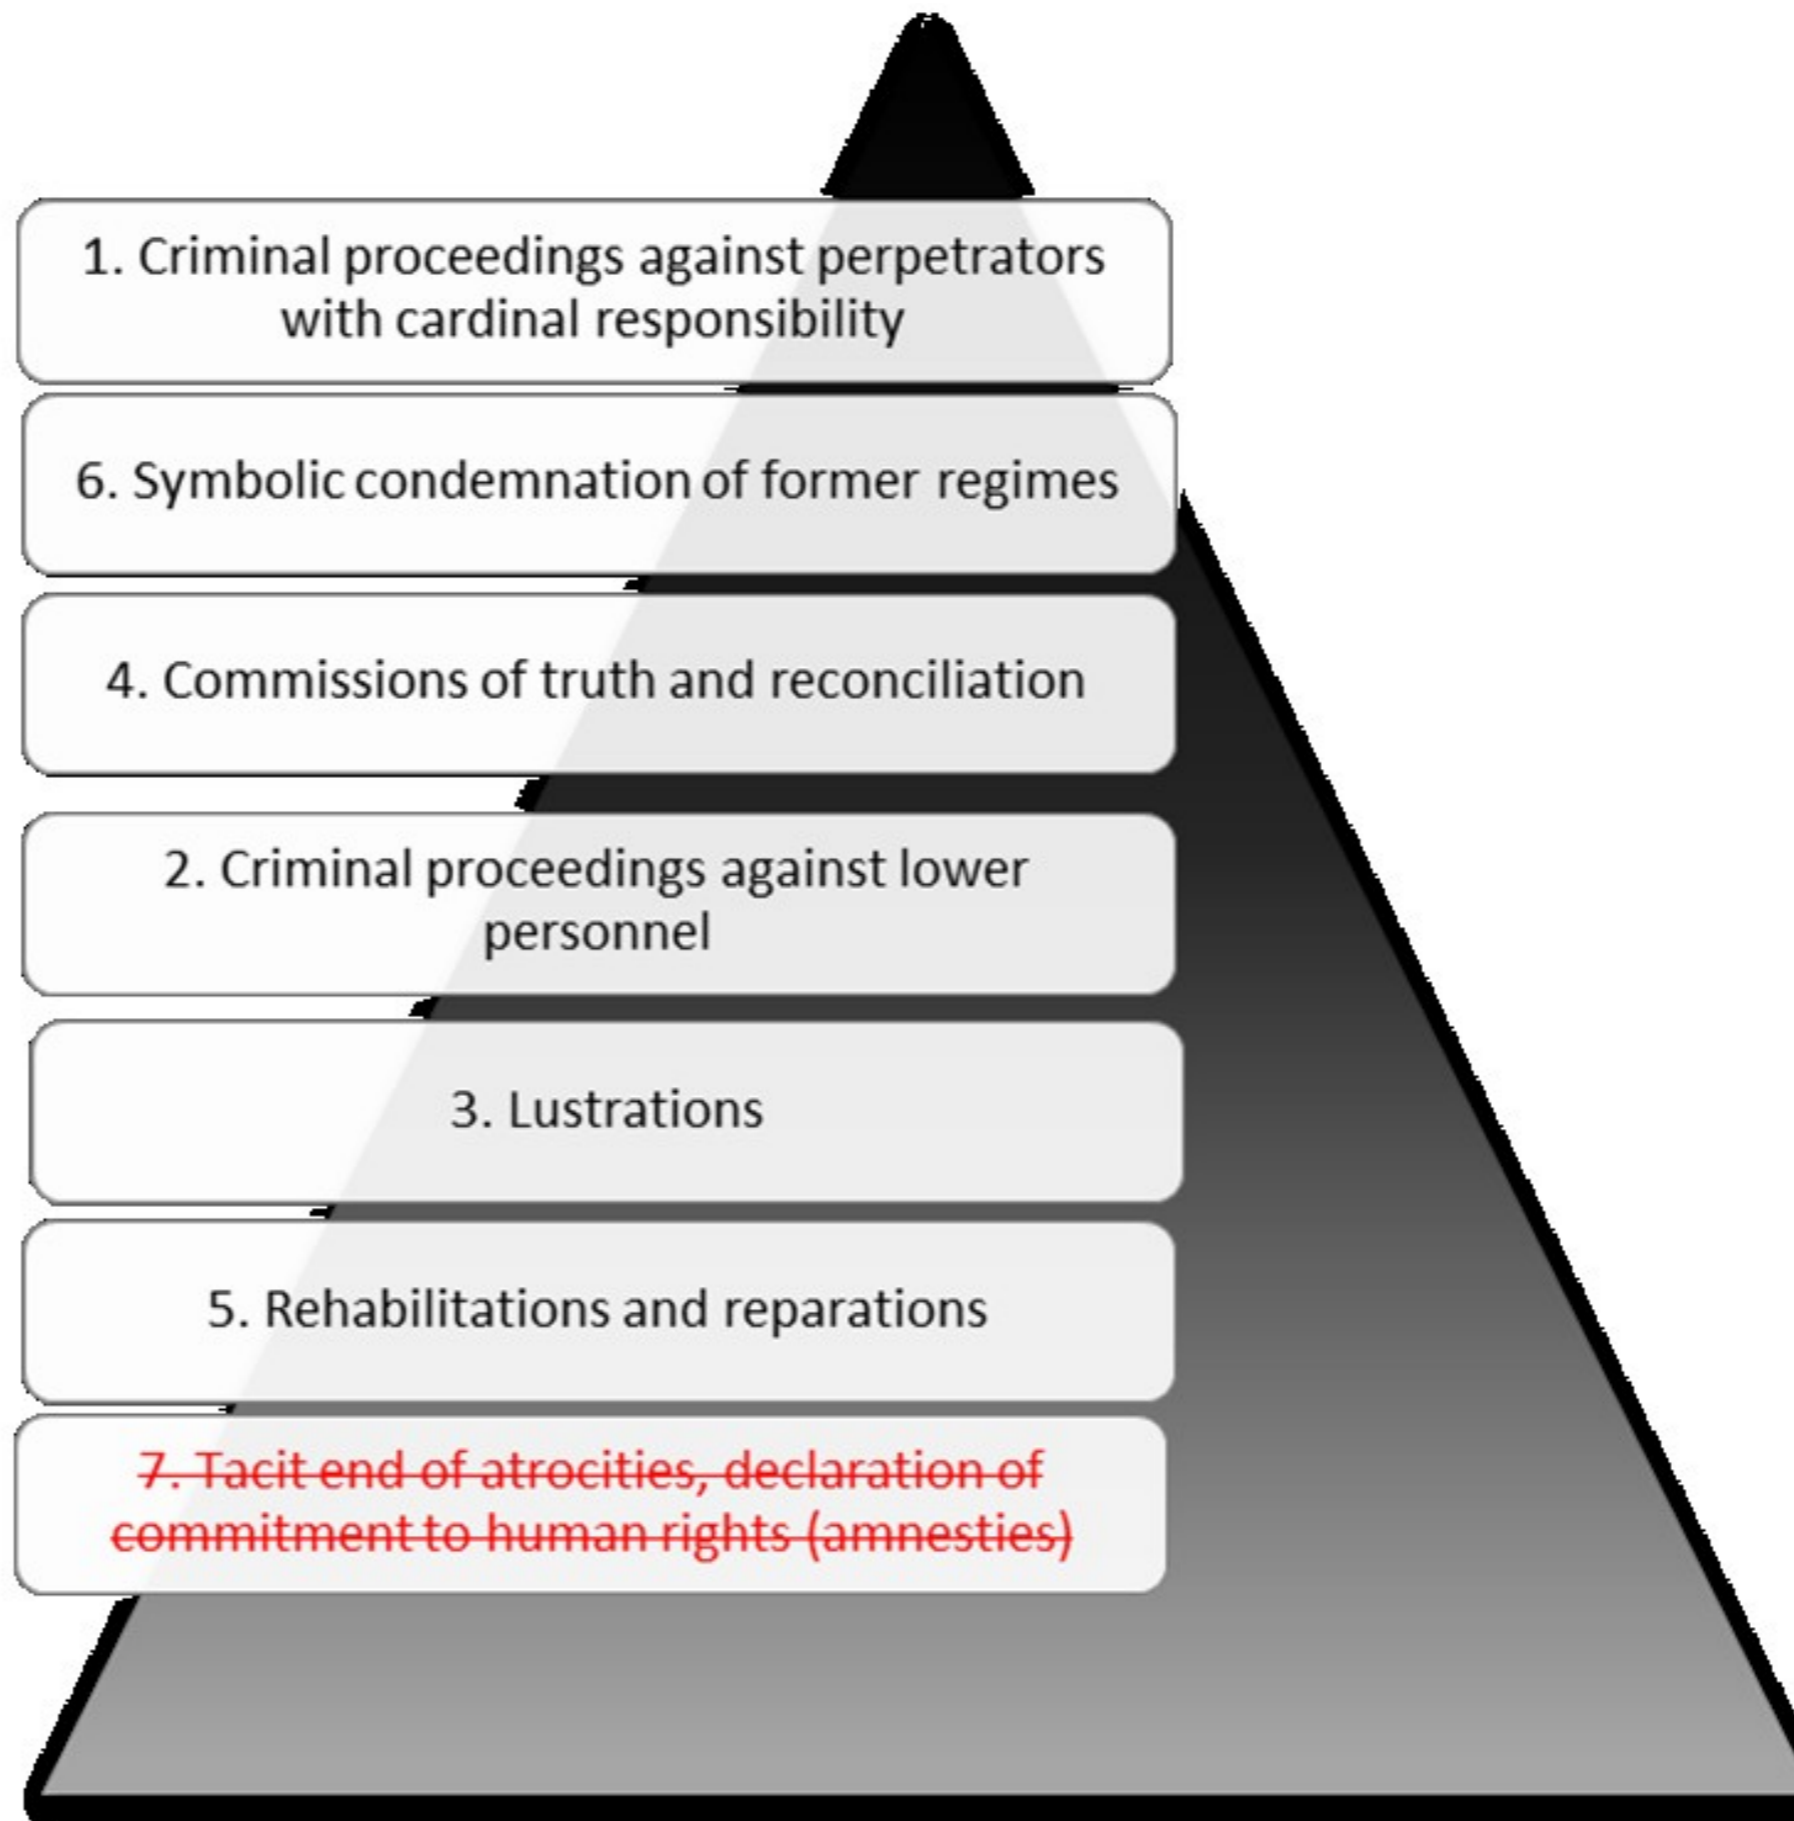 1. Criminal proceedings against perpetrators
with cardinal responsibility
6. Symbolic condemnation of former regimes
4. Commissions of truth and reconciliation
2. Criminal proceedings against lower
personnel
3. Lustrations
5. Rehabilitations and reparations
7. Tacit end of atrocities, declaration of
commitment to human rights (amnesties)